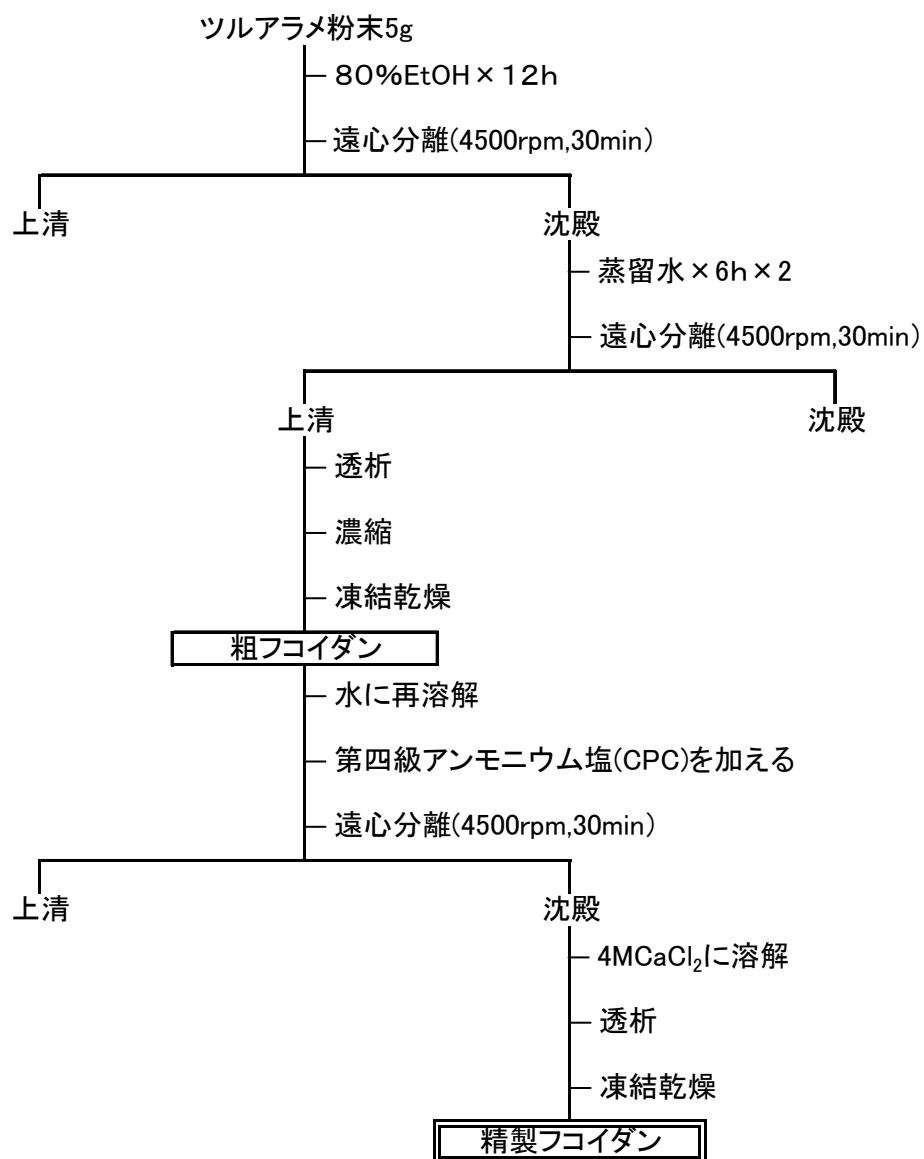 ツルアラメ粉末5g
80%EtOH×12h
遠心分離(4500rpm,30min)
上清
沈殿
蒸留水×6h×2
遠心分離(4500rpm,30min)
上清
沈殿
透析
濃縮
凍結乾燥
粗フコイダン
水に再溶解
第四級アンモニウム塩(CPC)を加える
遠心分離(4500rpm,30min)
上清
沈殿
4MCaCl₂に溶解
透析
凍結乾燥
精製フコイダン